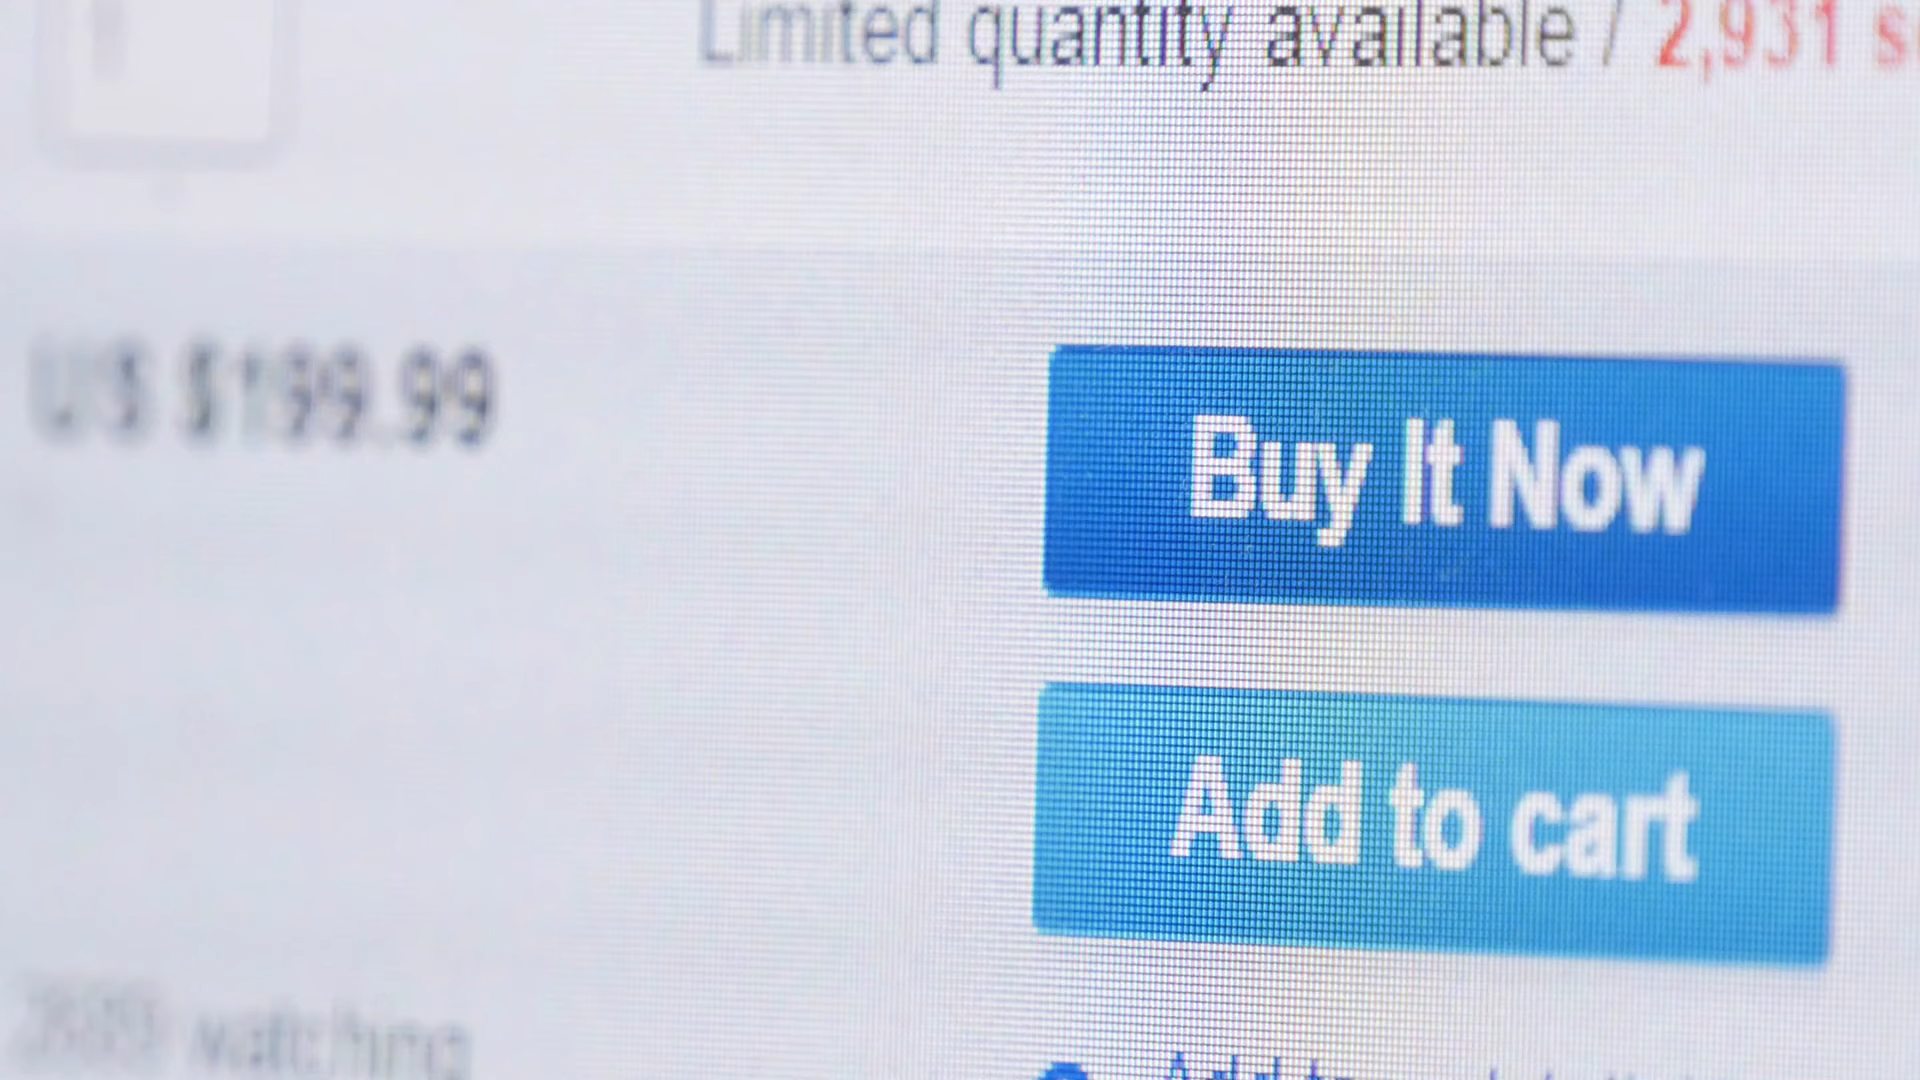 Limited quantity available / 2,931
US $199.99
Buy It Now
Add to cart
watching